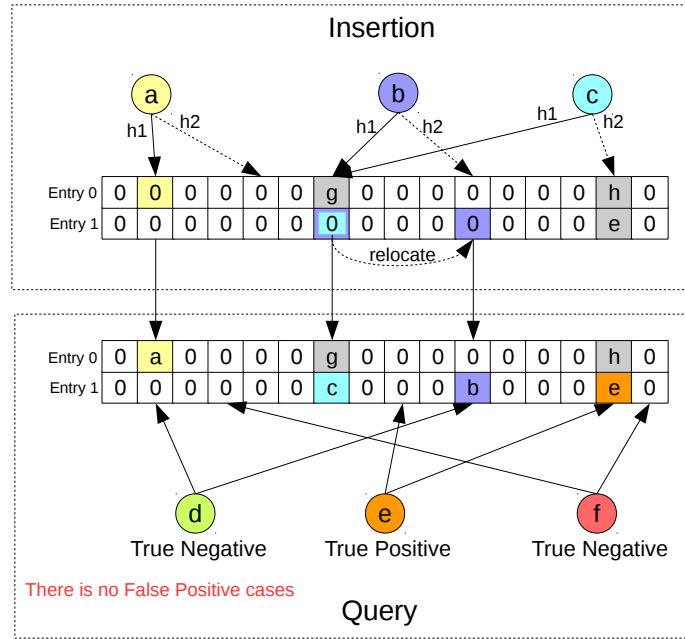 Insertion
a b c
h1 h2 h1 h2 h1 h2
Entry 0 0 0 0 0 0 0 g 0 0 0 0 0 0 0 h 0
Entry 1 0 0 0 0 0 0 0 0 0 0 0 0 0 0 e 0
relocate
Entry 0 0 a 0 0 0 0 g 0 0 0 0 0 0 0 h 0
Entry 1 0 0 0 0 0 0 c 0 0 0 b 0 0 0 e 0
d e f
True Negative True Positive True Negative
There is no False Positive cases
Query